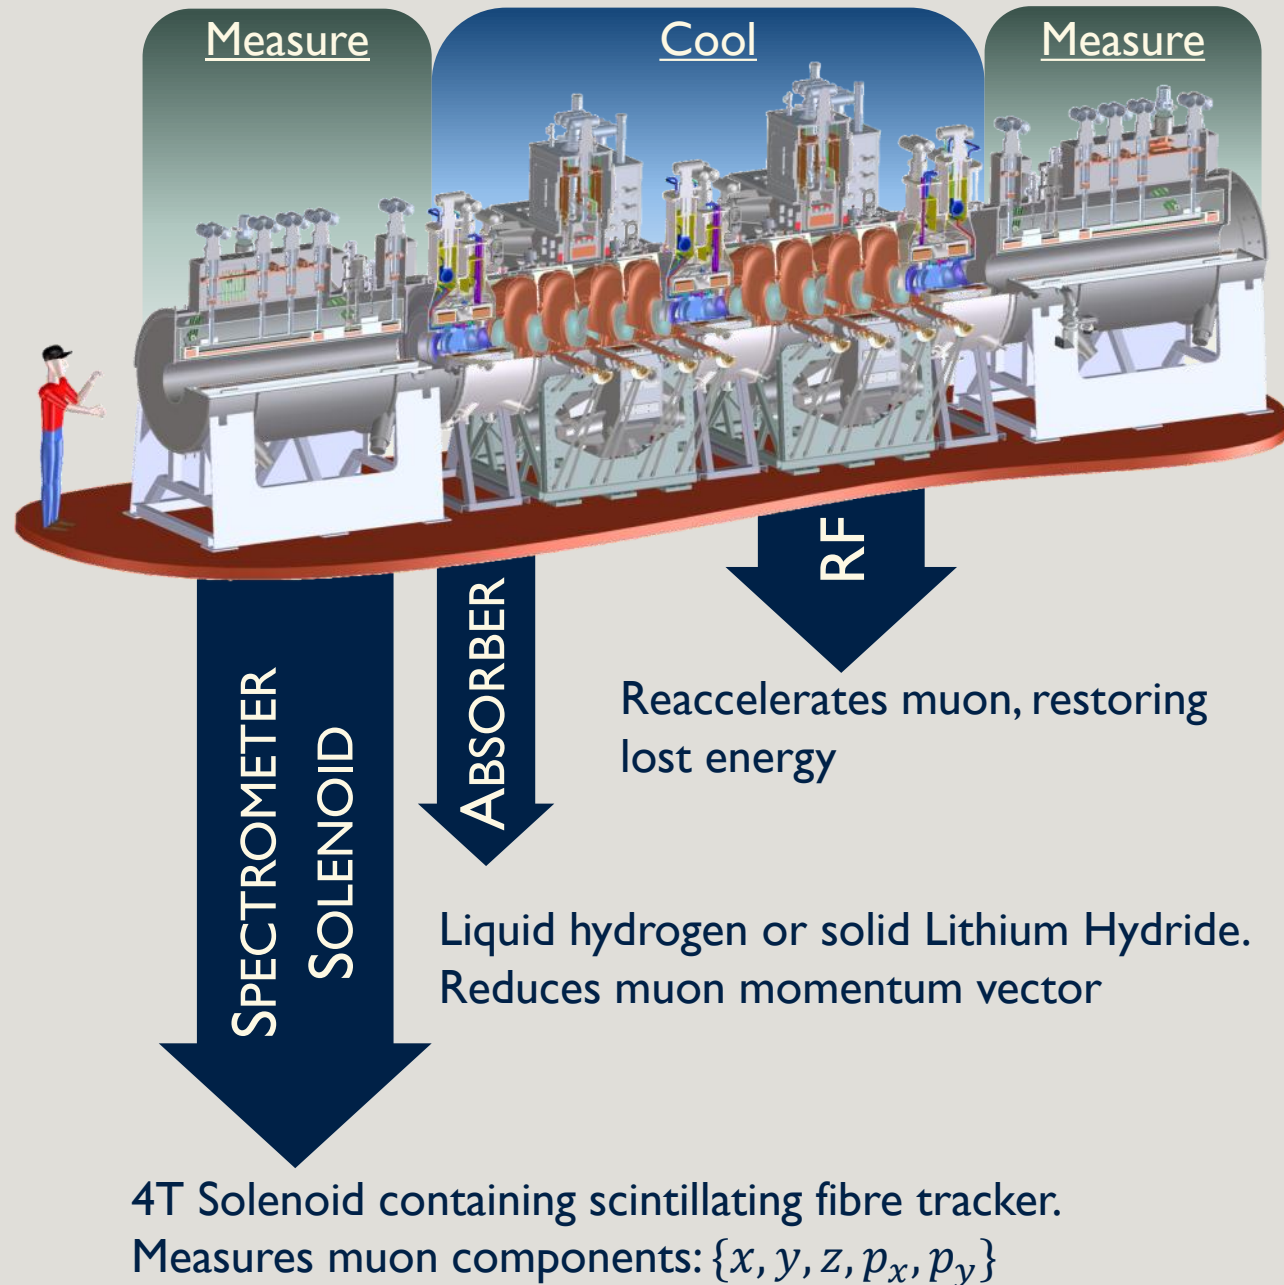 Measure
Cool
Measure
RF
ABSORBER
SPECTROMETER
SOLENOID
Reaccelerates muon, restoring
lost energy
Liquid hydrogen or solid Lithium Hydride.
Reduces muon momentum vector
4T Solenoid containing scintillating fibre tracker.
Measures muon components: {x, y, z, pₓ, p_y}